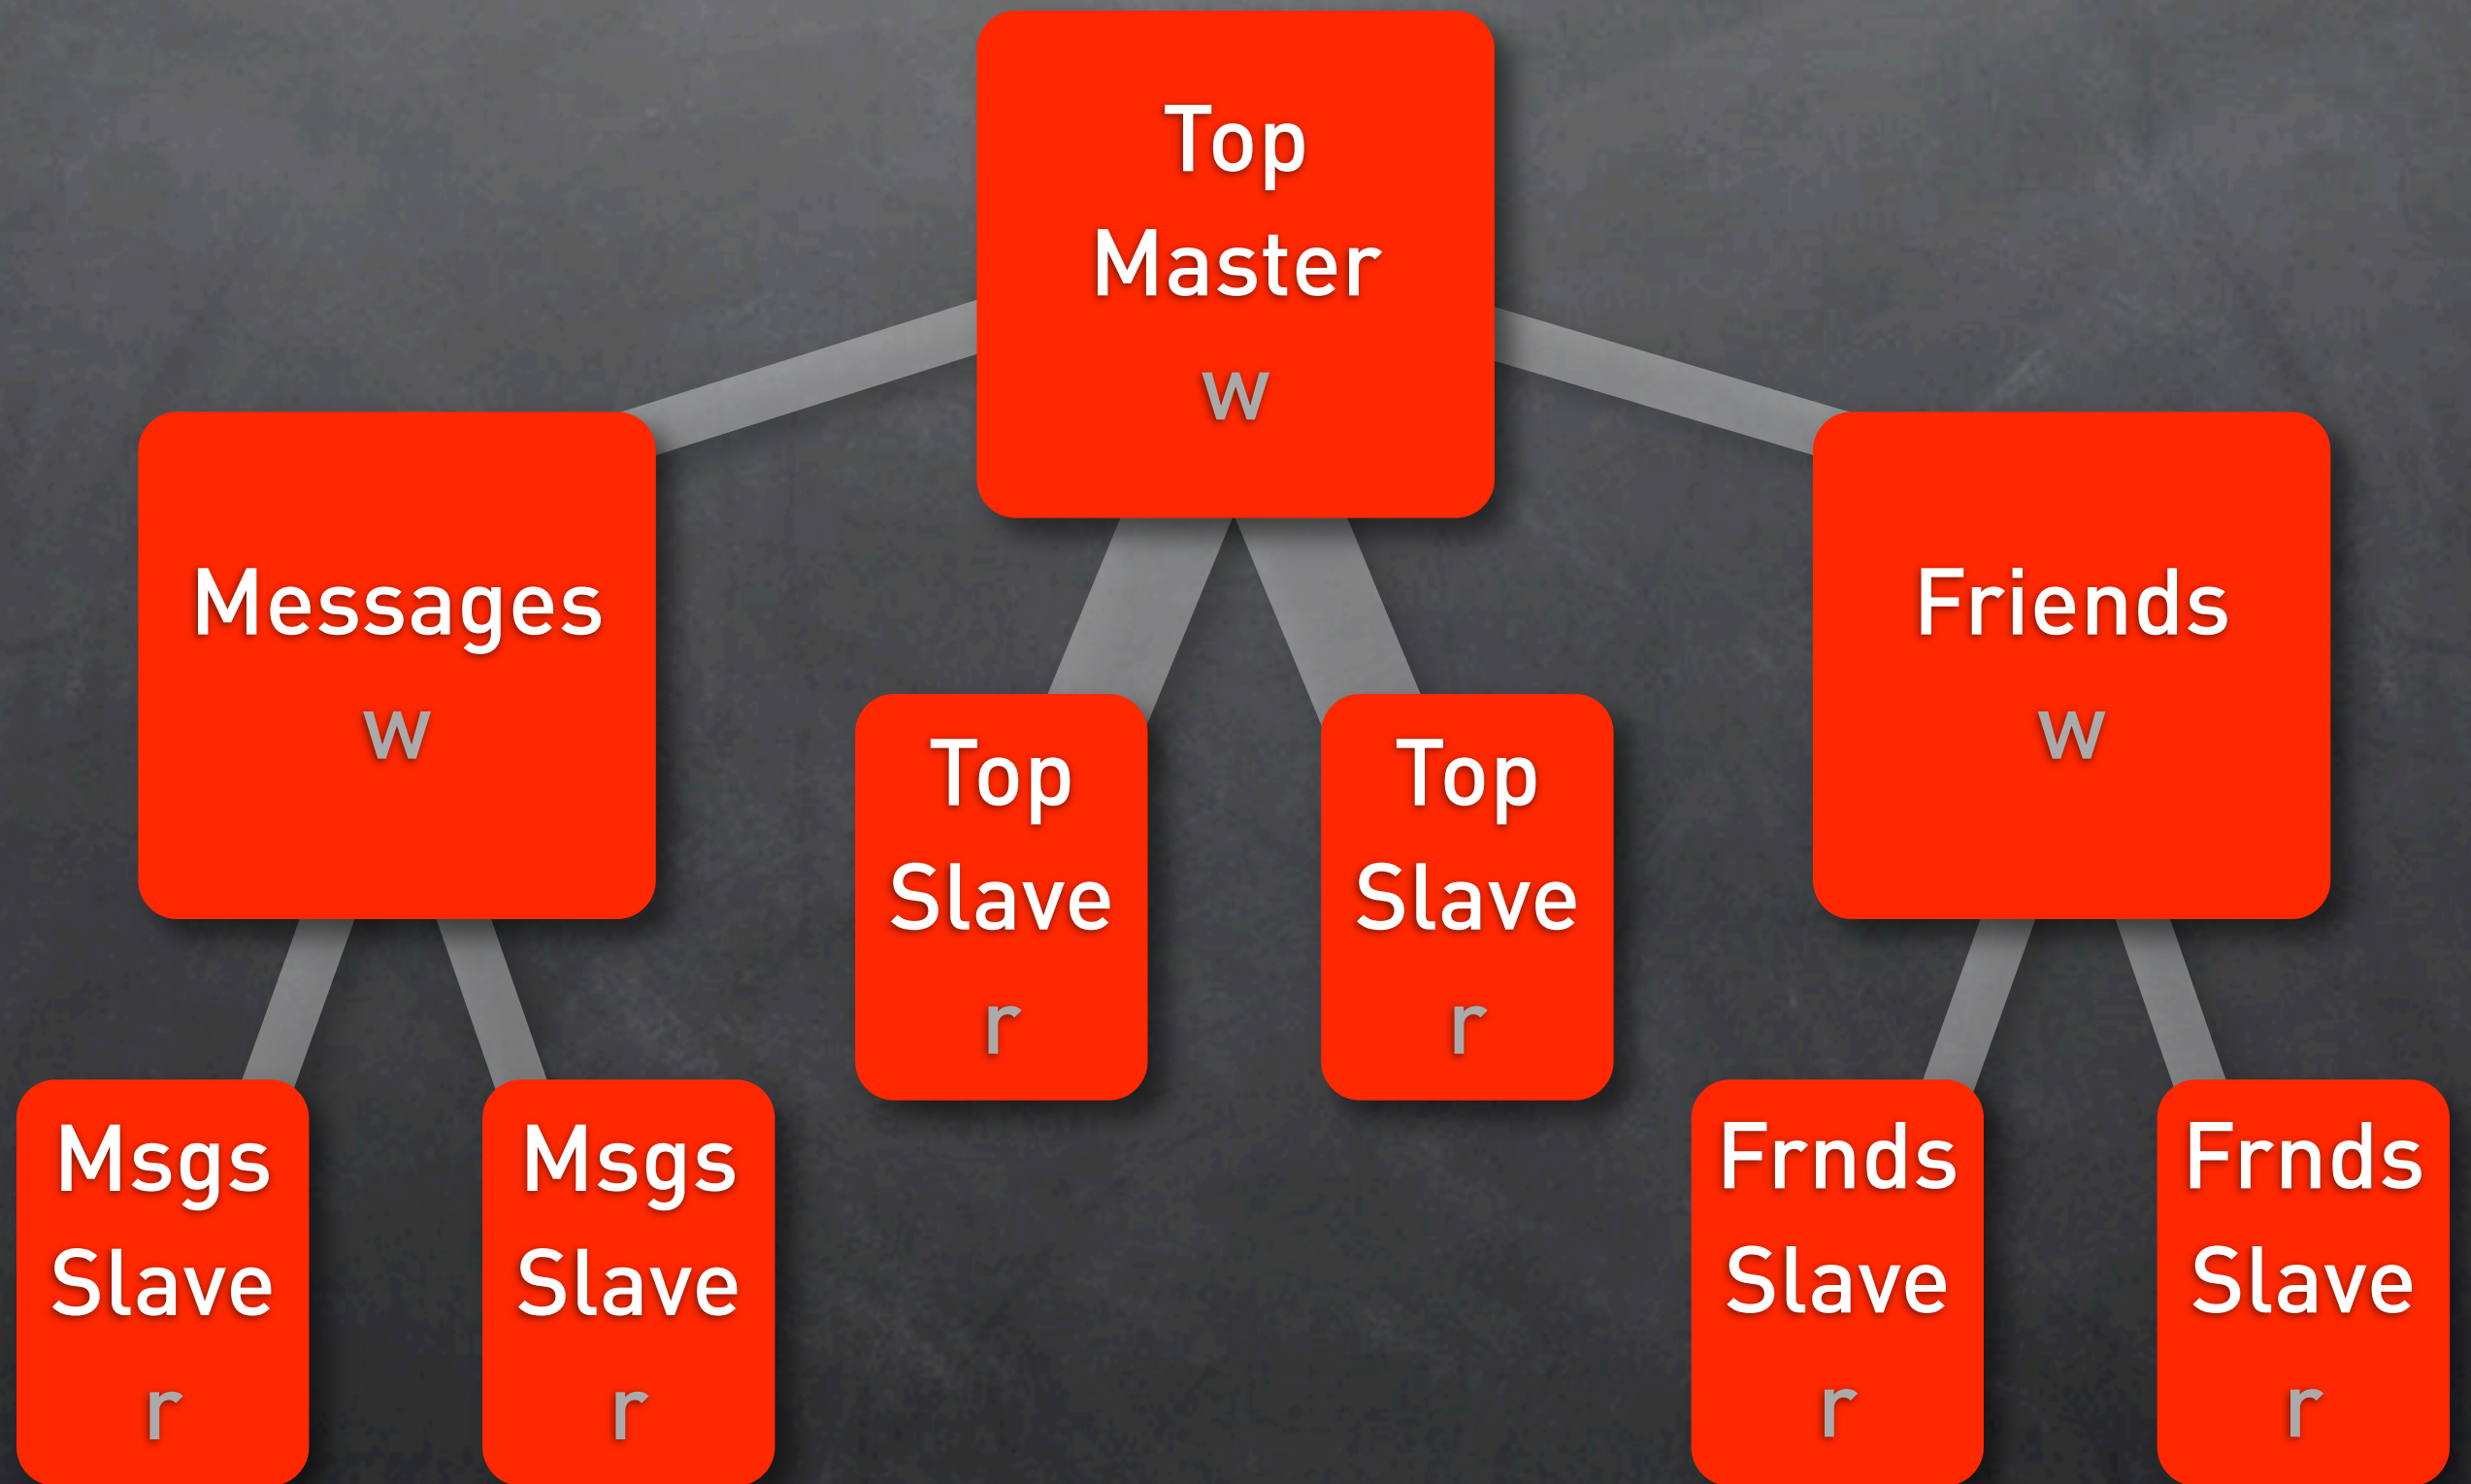 Top
Master
w
Messages
w
Friends
w
Top
Slave
r
Top
Slave
r
Msgs
Slave
r
Msgs
Slave
r
Frnds
Slave
r
Frnds
Slave
r